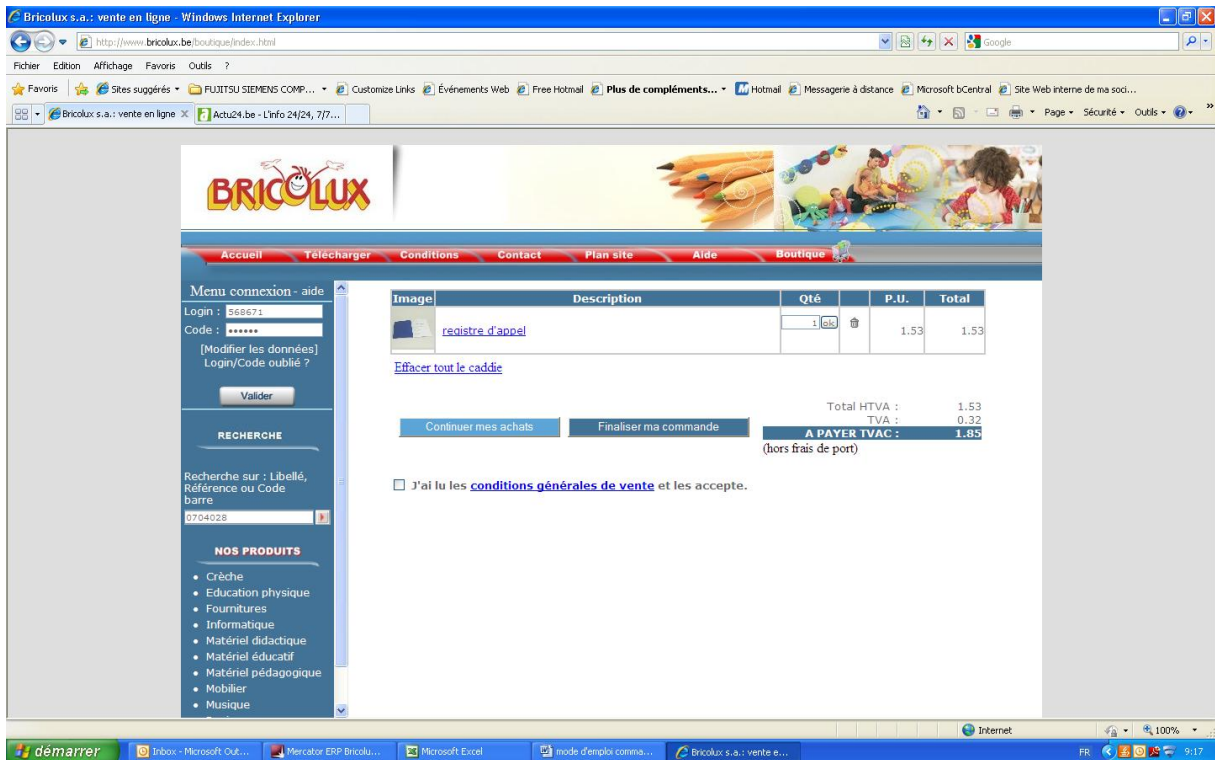 Bricolux s.a.: vente en ligne - Windows Internet Explorer
http://www.bricolux.be/boutique/index.html
Google
Fichier Edition Affichage Favoris Outils ?
Favoris Sites suggérés FUJITSU SIEMENS COMP... Customize Links Événements Web Free Hotmail Plus de compléments... Hotmail Messagerie à distance Microsoft bCentral Site Web interne de ma soci...
Bricolux s.a.: vente en ligne Actu24.be - L'info 24/24, 7/7... Page Sécurité Outils
BRICOLUX
Accueil Télécharger Conditions Contact Plan site Aide Boutique
Menu connexion - aide
Login : 568671
Code : ••••••
[Modifier les données]
Login/Code oublié ?
Valider
RECHERCHE
Recherche sur : Libellé,
Référence ou Code
barre
0704028
NOS PRODUITS
• Crèche
• Education physique
• Fournitures
• Informatique
• Matériel didactique
• Matériel éducatif
• Matériel pédagogique
• Mobilier
• Musique
Image Description Qté P.U. Total
registre d'appel 1 ok 1.53 1.53
Effacer tout le caddie
Continuer mes achats Finaliser ma commande
Total HTVA : 1.53
TVA : 0.32
A PAYER TVAC : 1.85
(hors frais de port)
J'ai lu les conditions générales de vente et les accepte.
Internet 100%
démarrer Inbox - Microsoft Out... Mercator ERP Bricolu... Microsoft Excel mode d'emploi comma... Bricolux s.a.: vente e... FR 9:17